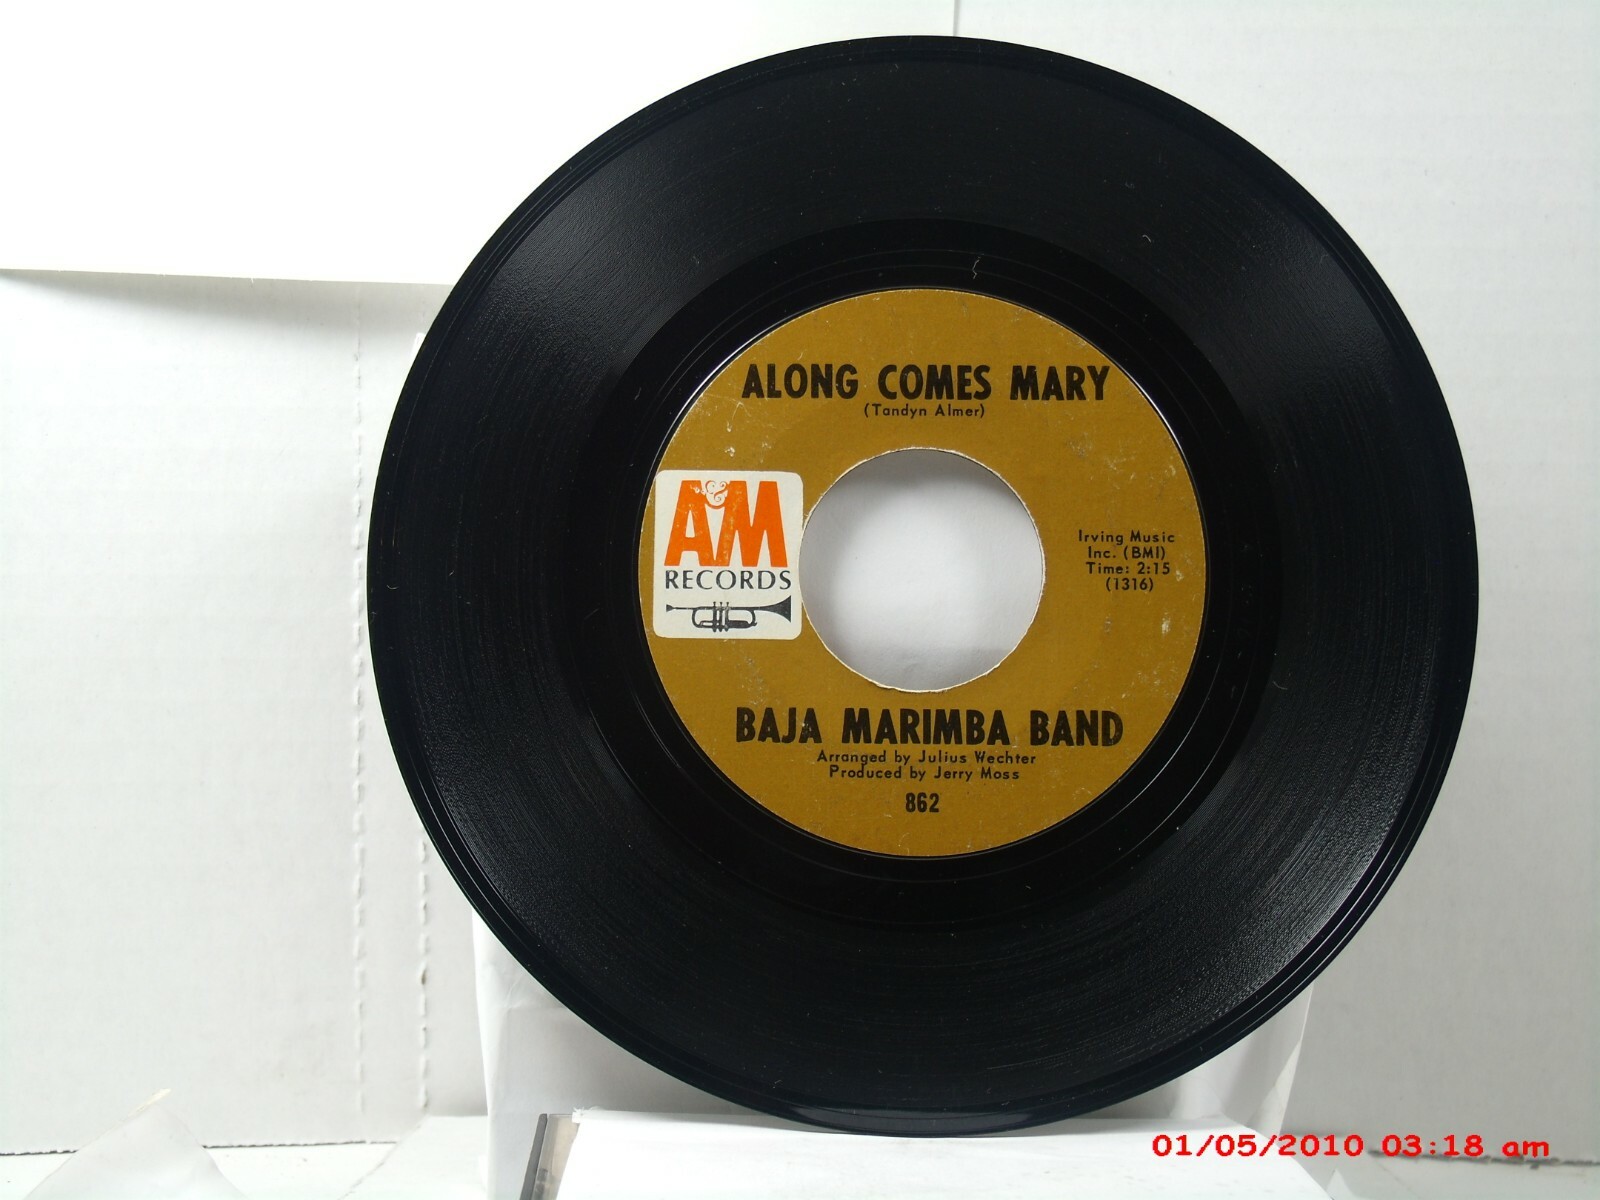 ALONG COMES MARY
(Tandyn Almer)
A&M
RECORDS
Irving Music
Inc. (BMI)
Time: 2:15
(1316)
BAJA MARIMBA BAND
Arranged by Julius Wechter
Produced by Jerry Moss
862
01/05/2010 03:18 am